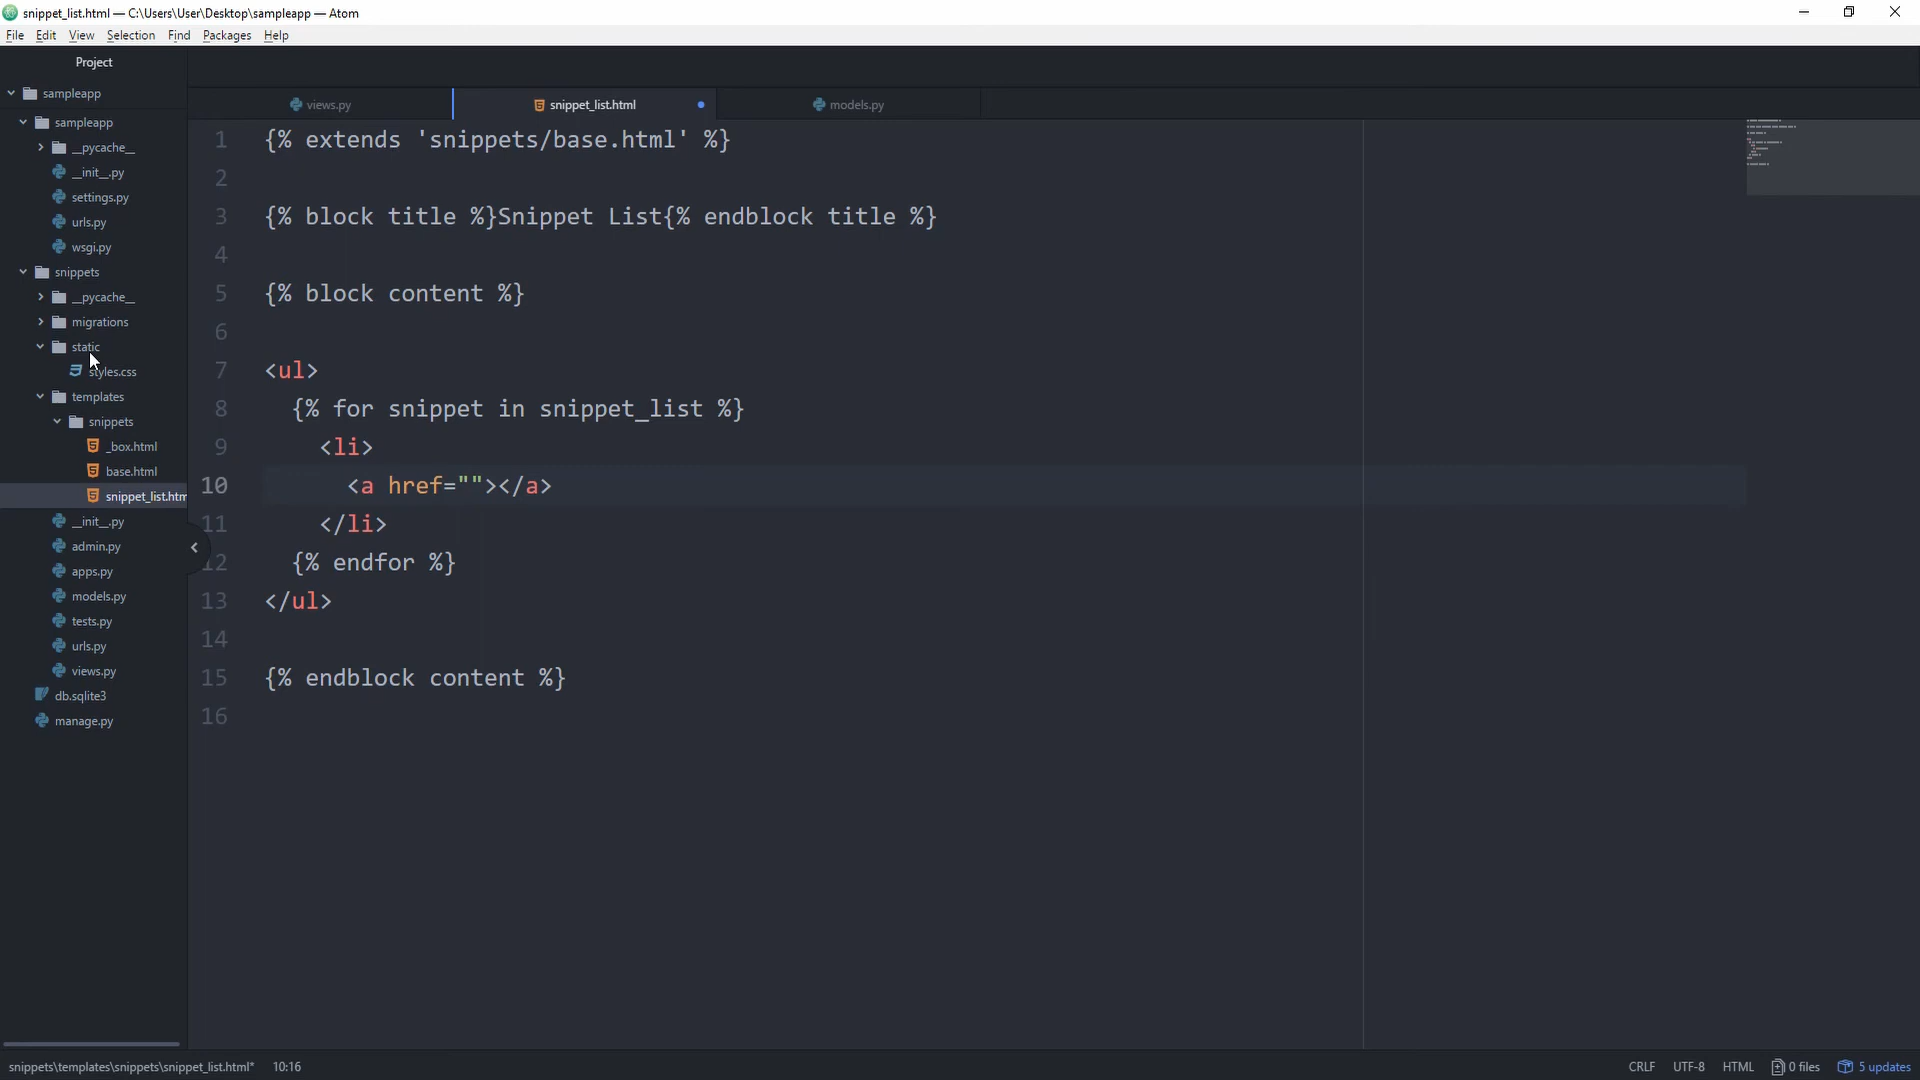 snippet_list.html — C:\Users\User\Desktop\sampleapp — Atom
File Edit View Selection Find Packages Help
Project
sampleapp
sampleapp
__pycache__
__init__.py
settings.py
urls.py
wsgi.py
snippets
__pycache__
migrations
static
styles.css
templates
snippets
_box.html
base.html
snippet_list.htm
__init__.py
admin.py
apps.py
models.py
tests.py
urls.py
views.py
db.sqlite3
manage.py
views.py snippet_list.html models.py
1 {% extends 'snippets/base.html' %}
2
3 {% block title %}Snippet List{% endblock title %}
4
5 {% block content %}
6
7 <ul>
8 {% for snippet in snippet_list %}
9 <li>
10 <a href=""></a>
11 </li>
12 {% endfor %}
13 </ul>
14
15 {% endblock content %}
16
snippets\templates\snippets\snippet_list.html* 10:16 CRLF UTF-8 HTML 0 files 5 updates